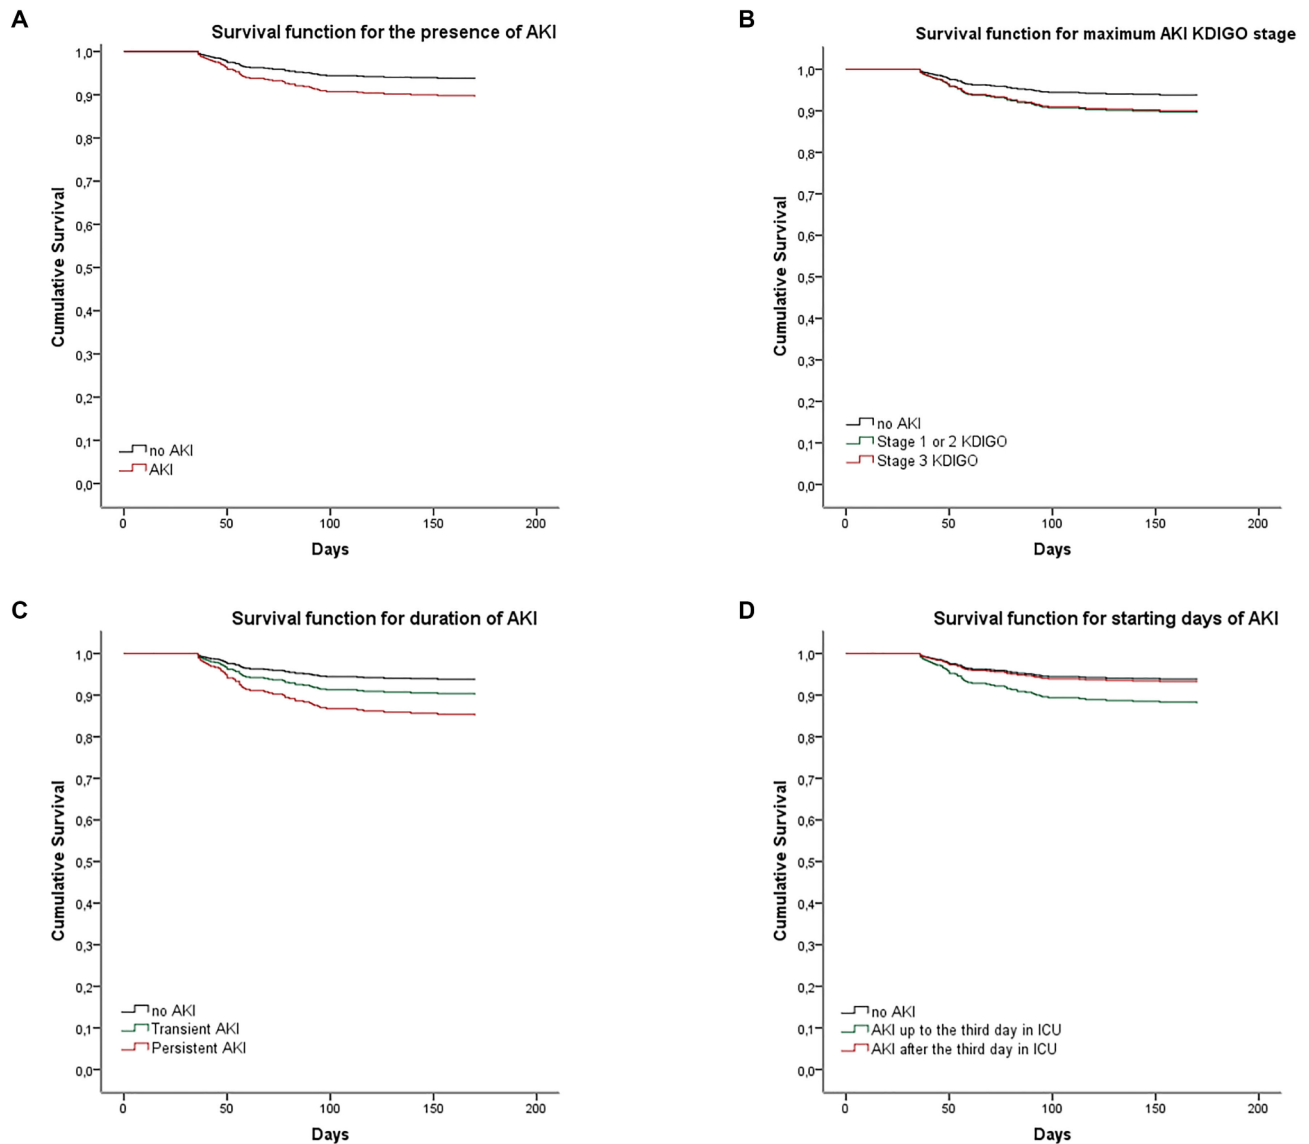 A
Survival function for the presence of AKI
1,0
0,9
0,8
0,7
0,6
0,5
0,4
0,3
0,2
0,1
0,0
Cumulative Survival
no AKI
AKI
0 50 100 150 200
Days
B
Survival function for maximum AKI KDIGO stage
1,0
0,9
0,8
0,7
0,6
0,5
0,4
0,3
0,2
0,1
0,0
Cumulative Survival
no AKI
Stage 1 or 2 KDIGO
Stage 3 KDIGO
0 50 100 150 200
Days
C
Survival function for duration of AKI
1,0
0,9
0,8
0,7
0,6
0,5
0,4
0,3
0,2
0,1
0,0
Cumulative Survival
no AKI
Transient AKI
Persistent AKI
0 50 100 150 200
Days
D
Survival function for starting days of AKI
1,0
0,9
0,8
0,7
0,6
0,5
0,4
0,3
0,2
0,1
0,0
Cumulative Survival
no AKI
AKI up to the third day in ICU
AKI after the third day in ICU
0 50 100 150 200
Days